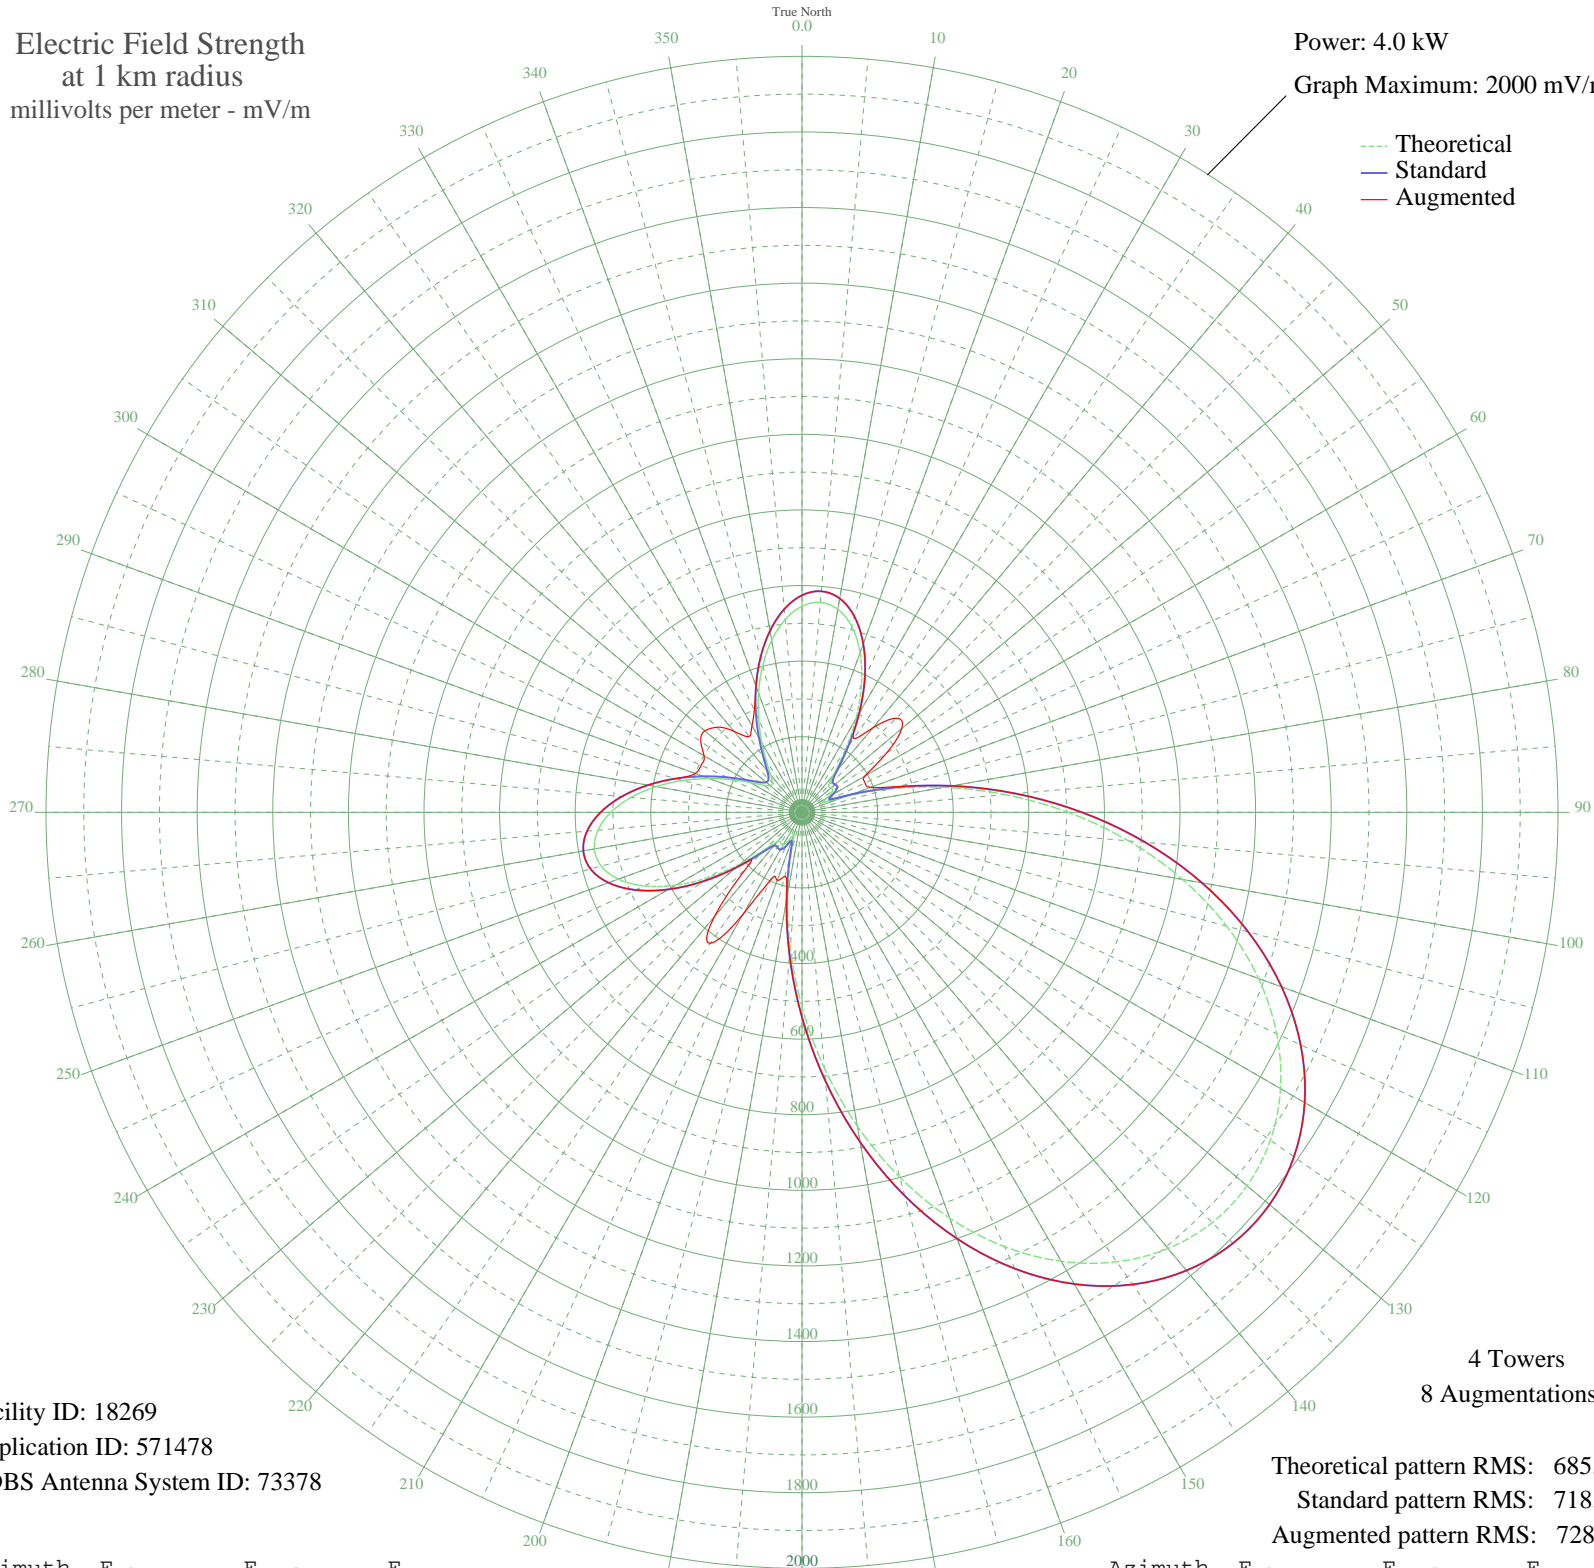 True North
0.0
Electric Field Strength
at 1 km radius
millivolts per meter - mV/m
Power: 4.0 kW
Graph Maximum: 2000 mV/
Theoretical
Standard
Augmented
350
10
340
20
330
30
320
40
310
50
300
60
290
70
280
80
270
90
260
100
250
110
240
120
230
130
220
140
210
150
200
160
400
600
800
1000
1200
1400
1600
1800
2000
4 Towers
8 Augmentations
cility ID: 18269
plication ID: 571478
DBS Antenna System ID: 73378
Theoretical pattern RMS: 685
Standard pattern RMS: 718
Augmented pattern RMS: 728
imuth E E E Azimuth E E E